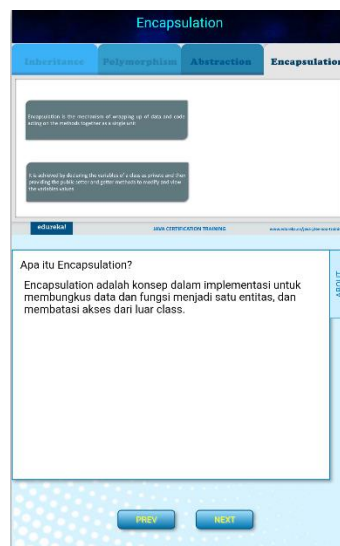 Encapsulation
Inheritance Polymorphism Abstraction Encapsulation
Encapsulation is the mechanism of wrapping up of data and code
acting on the methods together as a single unit
It is achieved by declaring the variables of a class as private and then
providing the public setter and getter methods to modify and view
the variables values
edureka! JAVA CERTIFICATION TRAINING
Apa itu Encapsulation?
Encapsulation adalah konsep dalam implementasi untuk
membungkus data dan fungsi menjadi satu entitas, dan
membatasi akses dari luar class.
ABOUT
PREV NEXT